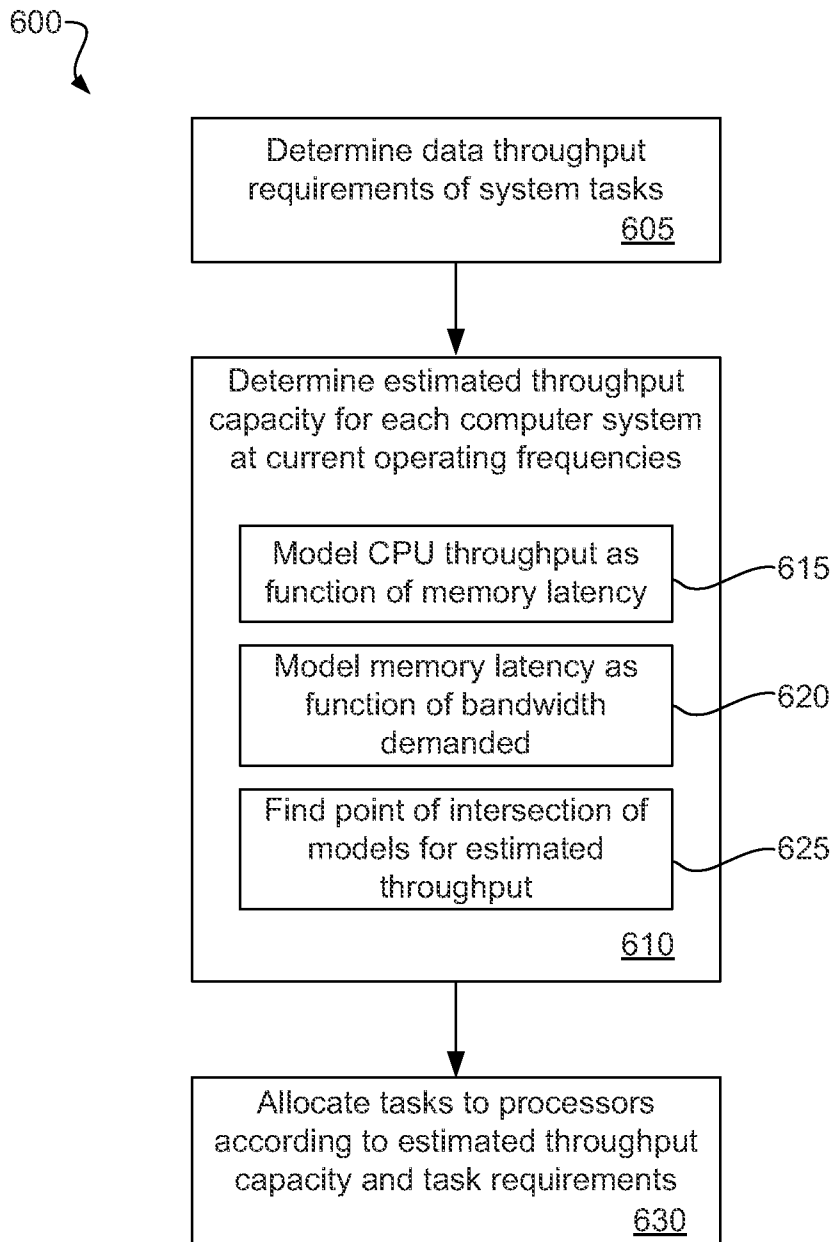 600
Determine data throughput
requirements of system tasks
605
Determine estimated throughput
capacity for each computer system
at current operating frequencies
Model CPU throughput as
function of memory latency
615
Model memory latency as
function of bandwidth
demanded
620
Find point of intersection of
models for estimated
throughput
625
610
Allocate tasks to processors
according to estimated throughput
capacity and task requirements
630